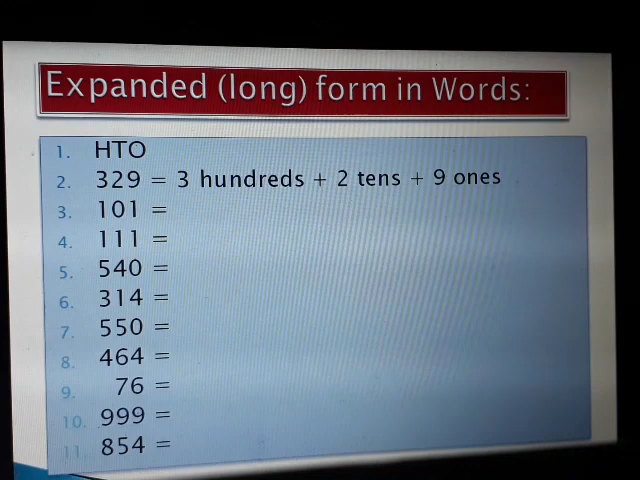 Expanded (long) form in Words:
1. HTO
2. 329 = 3 hundreds + 2 tens + 9 ones
3. 101 =
4. 111 =
5. 540 =
6. 314 =
7. 550 =
8. 464 =
9. 76 =
10. 999 =
11. 854 =